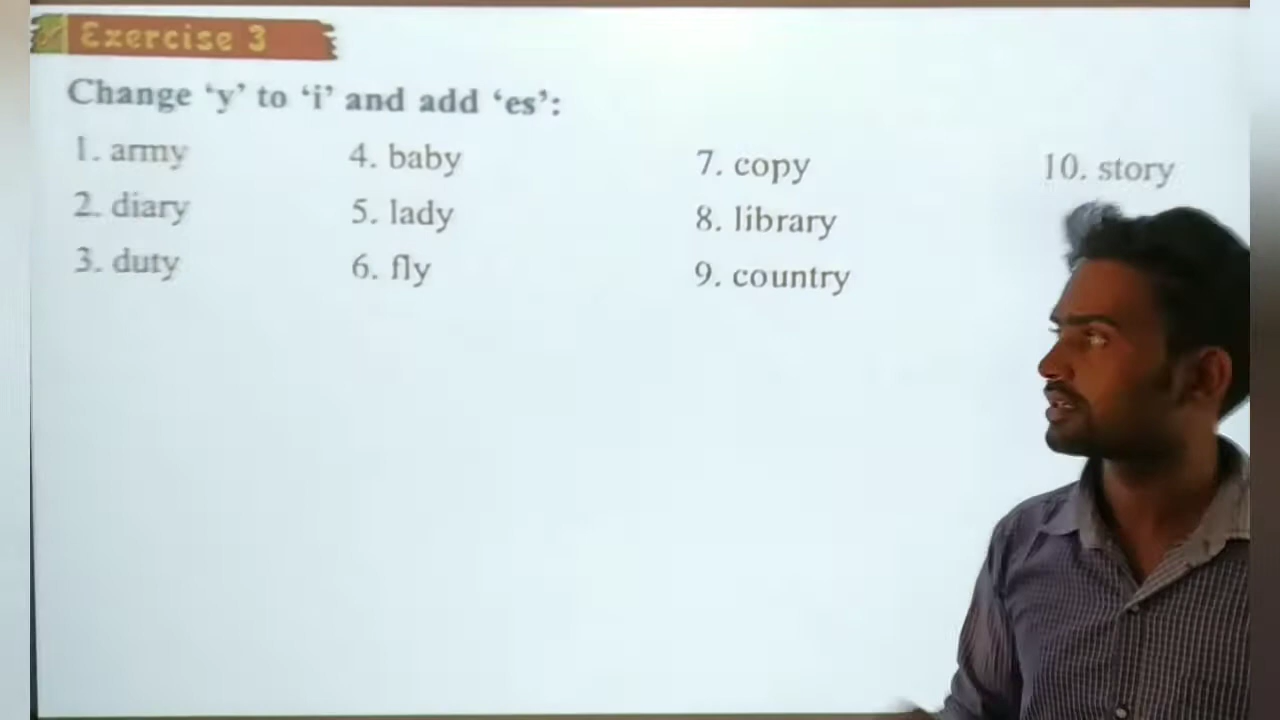 Exercise 3
Change ‘y’ to ‘i’ and add ‘es’:
1. army 4. baby 7. copy 10. story
2. diary 5. lady 8. library
3. duty 6. fly 9. country